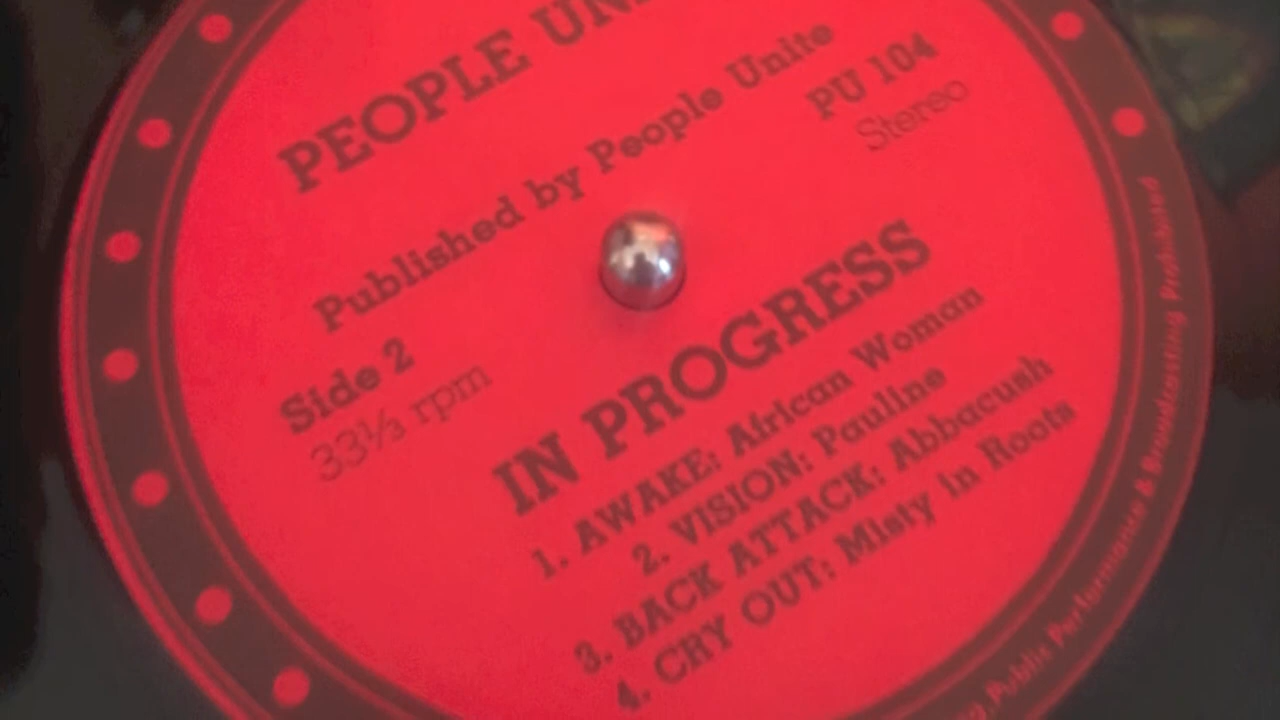 PEOPLE
Published by People Unite
PU 104
Stereo
Side 2
33⅓ rpm
IN PROGRESS
1. AWAKE: African Woman
2. VISION: Pauline
3. BACK ATTACK: Abbacush
4. CRY OUT: Misty in Roots
Public Performance & Broadcasting Prohibited